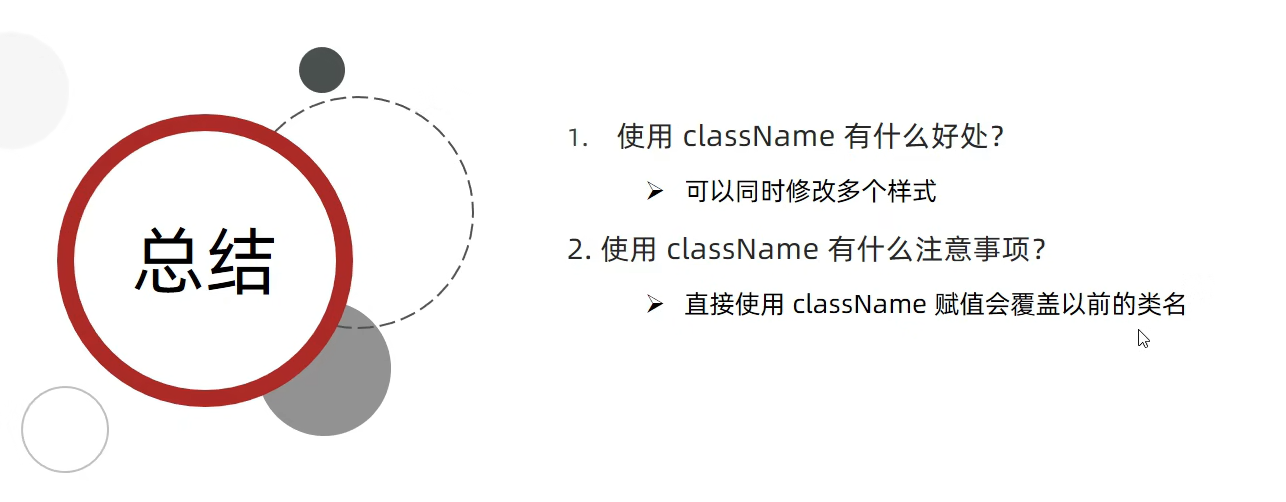 总结
1. 使用 className 有什么好处?
➢ 可以同时修改多个样式
2. 使用 className 有什么注意事项?
➢ 直接使用 className 赋值会覆盖以前的类名